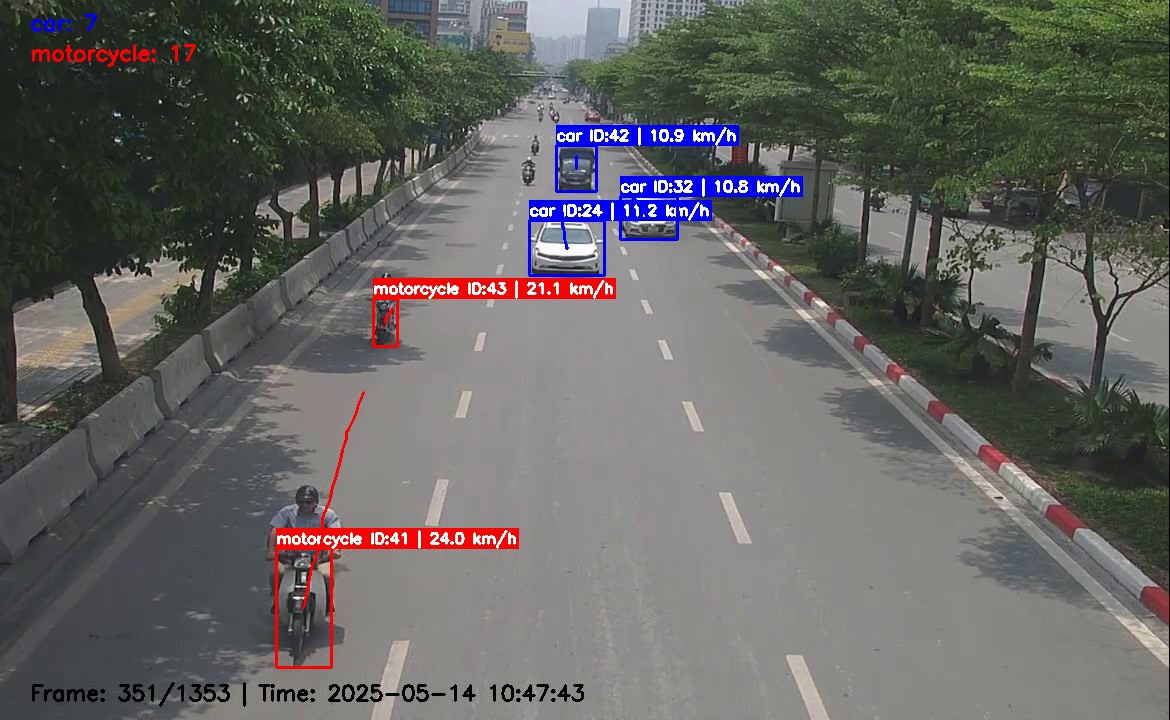 car: 7
motorcycle: 17
car ID:42 | 10.9 km/h
car ID:32 | 10.8 km/h
car ID:24 | 11.2 km/h
motorcycle ID:43 | 21.1 km/h
motorcycle ID:41 | 24.0 km/h
Frame: 351/1353 | Time: 2025-05-14 10:47:43